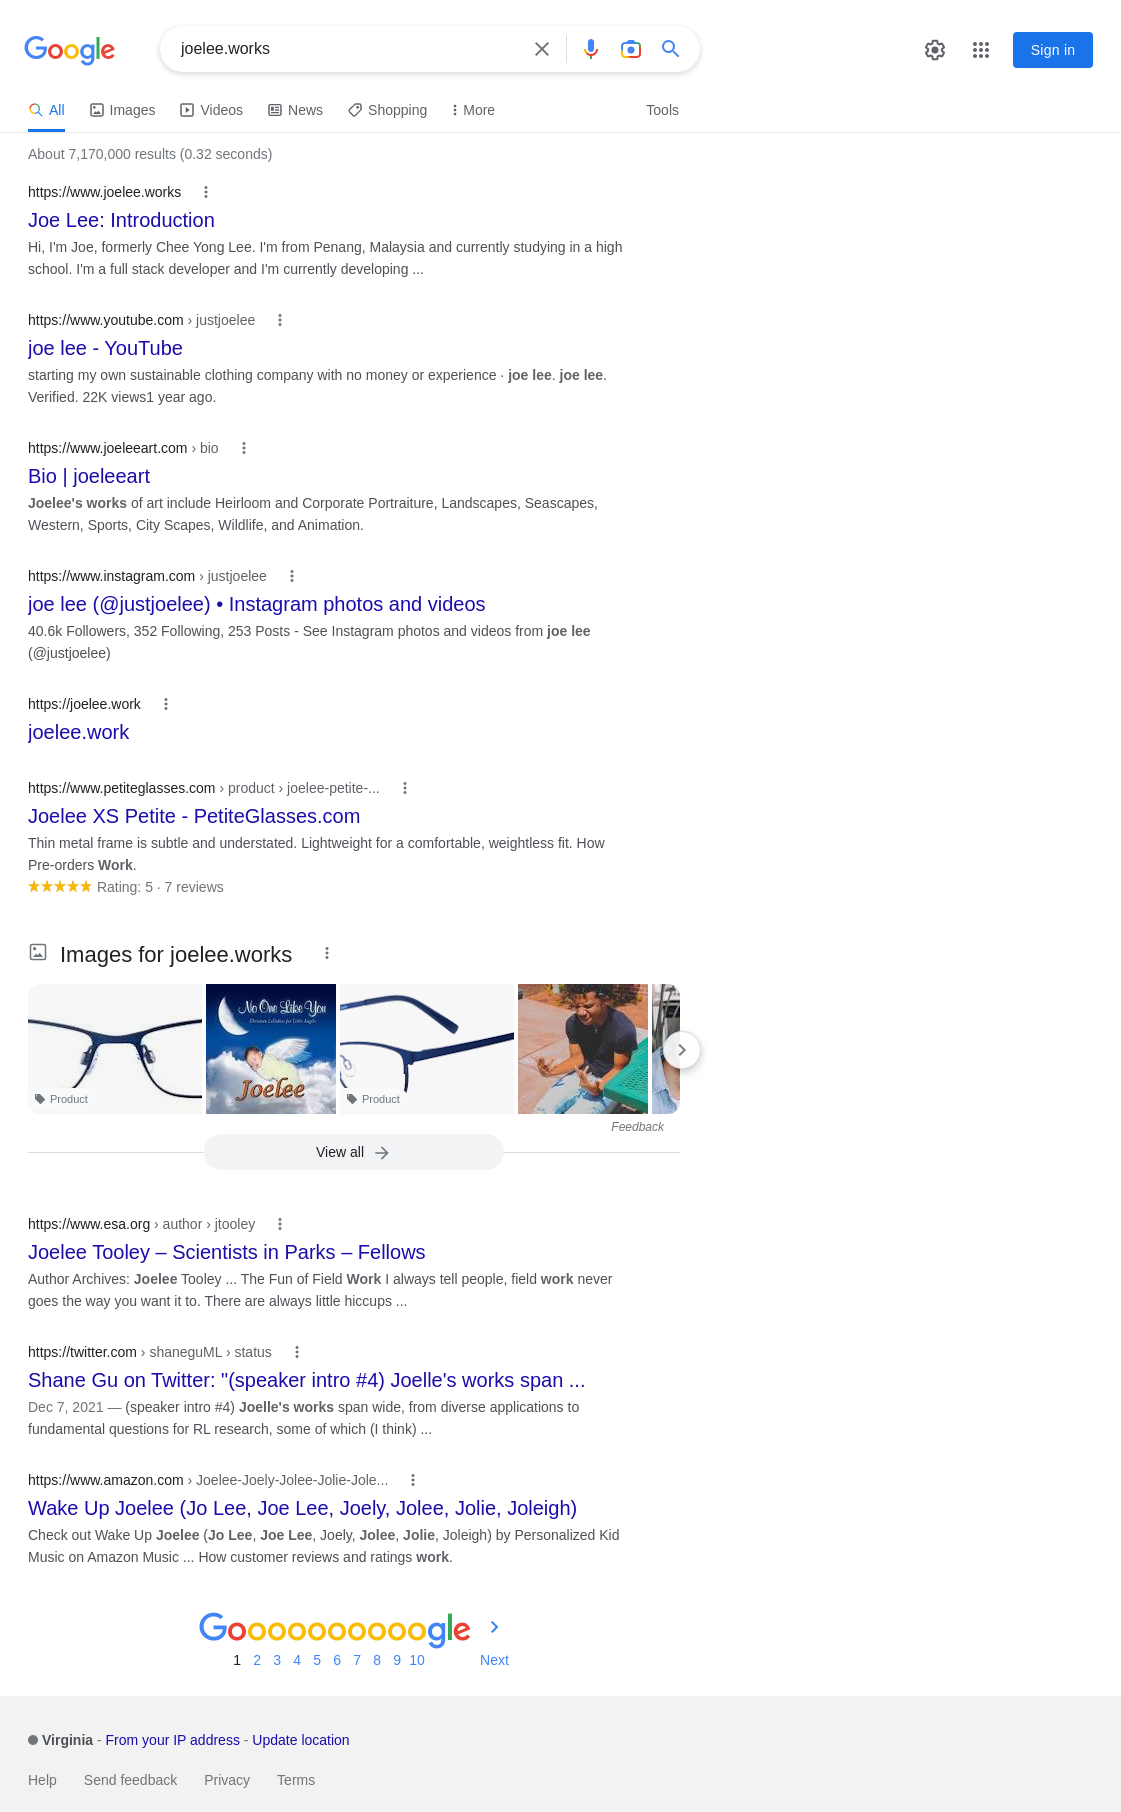 Google
joelee.works
Sign in
All Images Videos News Shopping More Tools
About 7,170,000 results (0.32 seconds)
https://www.joelee.works
Joe Lee: Introduction
Hi, I'm Joe, formerly Chee Yong Lee. I'm from Penang, Malaysia and currently studying in a high
school. I'm a full stack developer and I'm currently developing ...
https://www.youtube.com › justjoelee
joe lee - YouTube
starting my own sustainable clothing company with no money or experience · joe lee. joe lee.
Verified. 22K views1 year ago.
https://www.joeleeart.com › bio
Bio | joeleeart
Joelee's works of art include Heirloom and Corporate Portraiture, Landscapes, Seascapes,
Western, Sports, City Scapes, Wildlife, and Animation.
https://www.instagram.com › justjoelee
joe lee (@justjoelee) • Instagram photos and videos
40.6k Followers, 352 Following, 253 Posts - See Instagram photos and videos from joe lee
(@justjoelee)
https://joelee.work
joelee.work
https://www.petiteglasses.com › product › joelee-petite-...
Joelee XS Petite - PetiteGlasses.com
Thin metal frame is subtle and understated. Lightweight for a comfortable, weightless fit. How
Pre-orders Work.
Rating: 5 · 7 reviews
Images for joelee.works
No One Like You
Christian Lullabies for Little Angels
Joelee
Product
Product
Feedback
View all
https://www.esa.org › author › jtooley
Joelee Tooley – Scientists in Parks – Fellows
Author Archives: Joelee Tooley ... The Fun of Field Work I always tell people, field work never
goes the way you want it to. There are always little hiccups ...
https://twitter.com › shaneguML › status
Shane Gu on Twitter: "(speaker intro #4) Joelle's works span ...
Dec 7, 2021 — (speaker intro #4) Joelle's works span wide, from diverse applications to
fundamental questions for RL research, some of which (I think) ...
https://www.amazon.com › Joelee-Joely-Jolee-Jolie-Jole...
Wake Up Joelee (Jo Lee, Joe Lee, Joely, Jolee, Jolie, Joleigh)
Check out Wake Up Joelee (Jo Lee, Joe Lee, Joely, Jolee, Jolie, Joleigh) by Personalized Kid
Music on Amazon Music ... How customer reviews and ratings work.
Goooooooooogle
1 2 3 4 5 6 7 8 9 10 Next
Virginia - From your IP address - Update location
Help Send feedback Privacy Terms